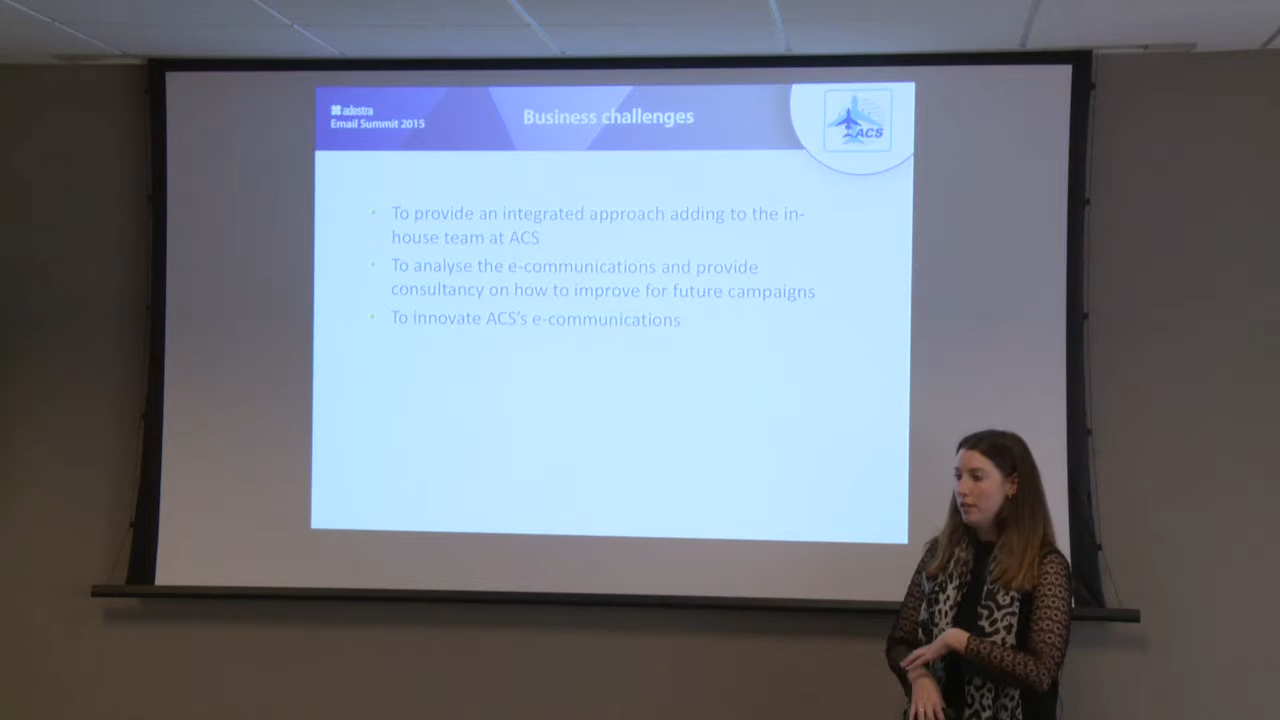 adestra
Email Summit 2015
Business challenges
ACS
To provide an integrated approach adding to the in-
house team at ACS
To analyse the e-communications and provide
consultancy on how to improve for future campaigns
To innovate ACS's e-communications